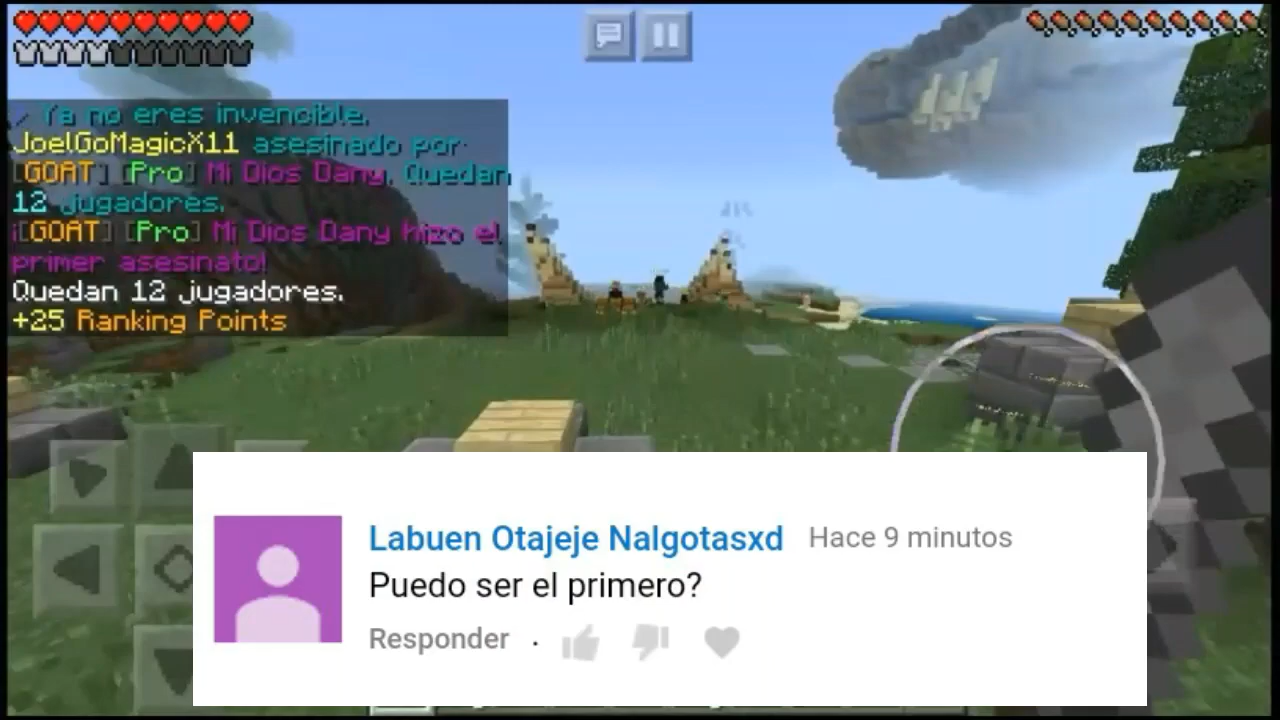 Ya no eres invencible.
JoelGoMagicX11 asesinado por
[GOAT] [Pro] Mi Dios Dany. Quedan
12 jugadores.
¡[GOAT] [Pro] Mi Dios Dany hizo el
primer asesinato!
Quedan 12 jugadores.
+25 Ranking Points
Labuen Otajeje Nalgotasxd Hace 9 minutos
Puedo ser el primero?
Responder